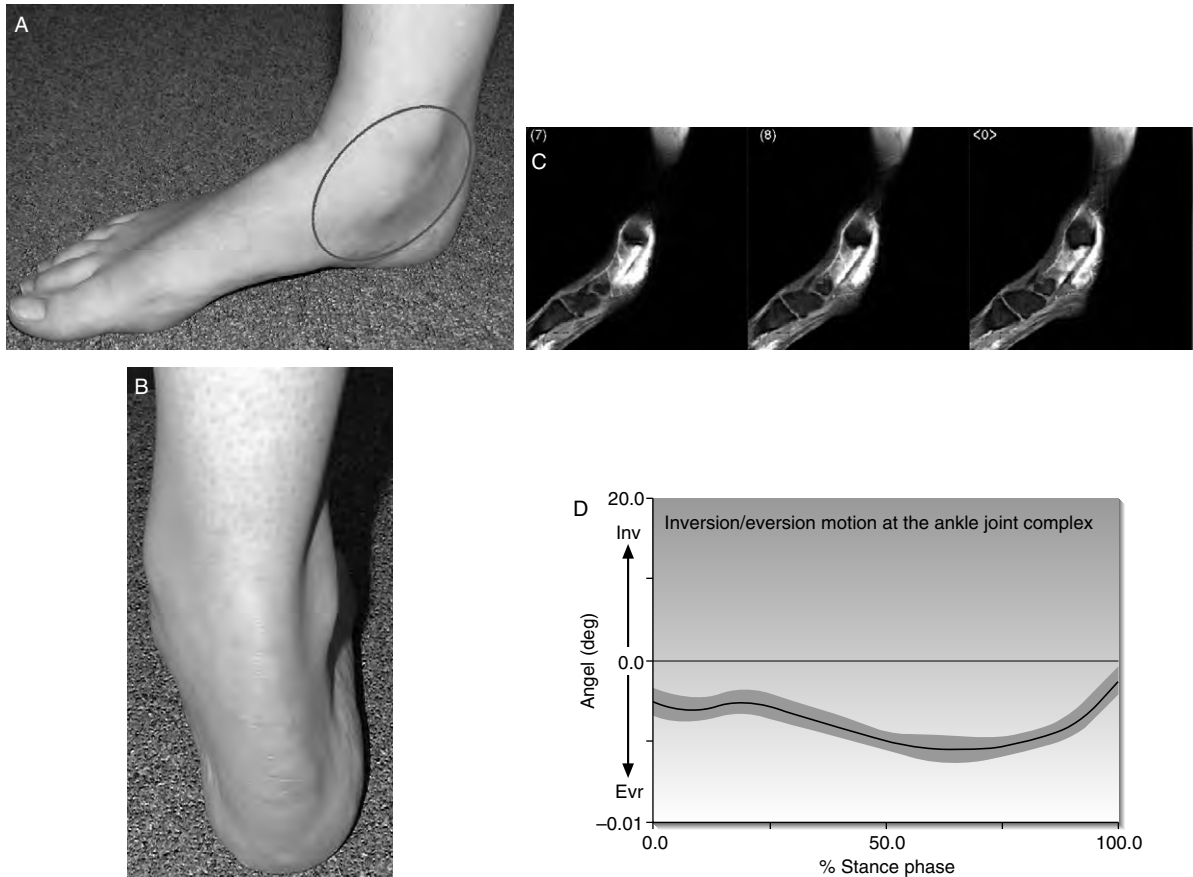 A
(7)
(8)
<0>
C
B
D
20.0
Inversion/eversion motion at the ankle joint complex
Inv
Angel (deg)
0.0
Evr
–0.01
0.0
50.0
100.0
% Stance phase